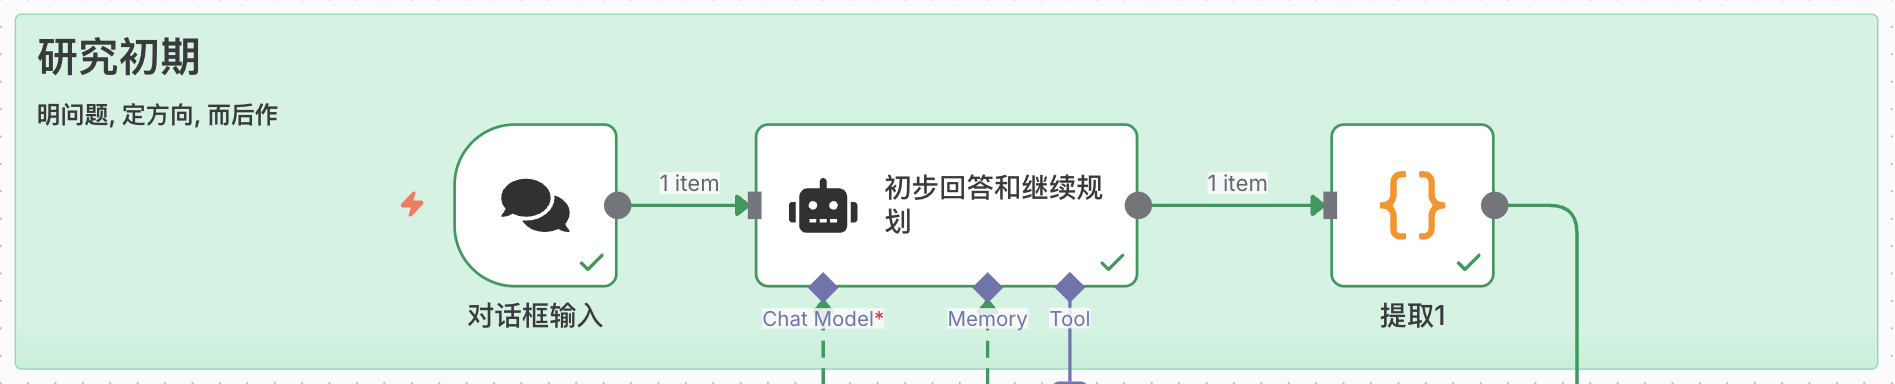 研究初期
明问题, 定方向, 而后作
1 item
1 item
初步回答和继续规
划
Chat Model*
Memory
Tool
对话框输入
提取1